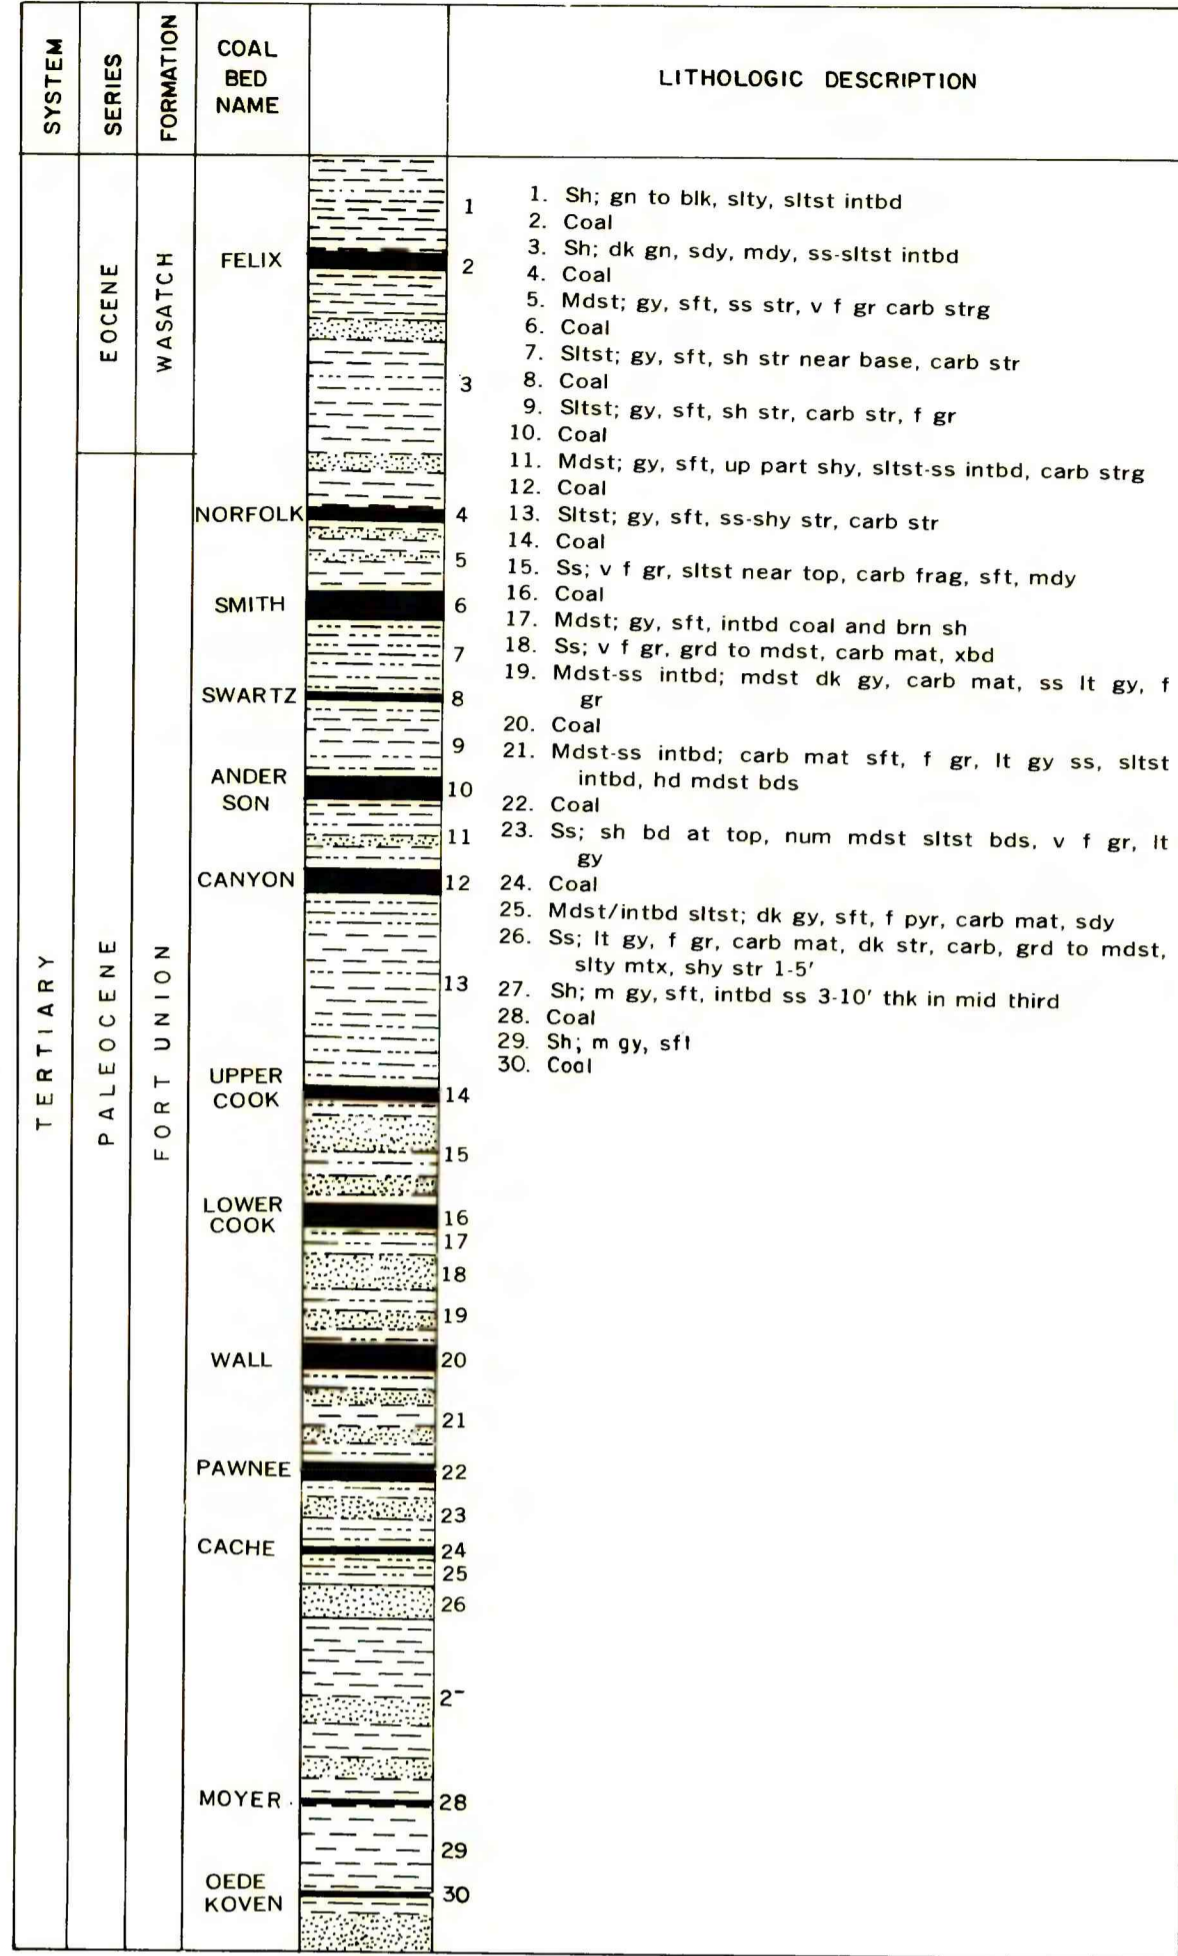 SYSTEM
SERIES
FORMATION
COAL
BED
NAME
LITHOLOGIC DESCRIPTION
TERTIARY
EOCENE
PALEOCENE
WASATCH
FORT UNION
FELIX
NORFOLK
SMITH
SWARTZ
ANDER
SON
CANYON
UPPER
COOK
LOWER
COOK
WALL
PAWNEE
CACHE
MOYER
OEDE
KOVEN
1
2
3
4
5
6
7
8
9
10
11
12
13
14
15
16
17
18
19
20
21
22
23
24
25
26
2-
28
29
30
1. Sh; gn to blk, slty, sltst intbd
2. Coal
3. Sh; dk gn, sdy, mdy, ss-sltst intbd
4. Coal
5. Mdst; gy, sft, ss str, v f gr carb strg
6. Coal
7. Sltst; gy, sft, sh str near base, carb str
8. Coal
9. Sltst; gy, sft, sh str, carb str, f gr
10. Coal
11. Mdst; gy, sft, up part shy, sltst-ss intbd, carb strg
12. Coal
13. Sltst; gy, sft, ss-shy str, carb str
14. Coal
15. Ss; v f gr, sltst near top, carb frag, sft, mdy
16. Coal
17. Mdst; gy, sft, intbd coal and brn sh
18. Ss; v f gr, grd to mdst, carb mat, xbd
19. Mdst-ss intbd; mdst dk gy, carb mat, ss lt gy, f
gr
20. Coal
21. Mdst-ss intbd; carb mat sft, f gr, lt gy ss, sltst
intbd, hd mdst bds
22. Coal
23. Ss; sh bd at top, num mdst sltst bds, v f gr, lt
gy
24. Coal
25. Mdst/intbd sltst; dk gy, sft, f pyr, carb mat, sdy
26. Ss; lt gy, f gr, carb mat, dk str, carb, grd to mdst,
slty mtx, shy str 1-5'
27. Sh; m gy, sft, intbd ss 3-10' thk in mid third
28. Coal
29. Sh; m gy, sft
30. Coal